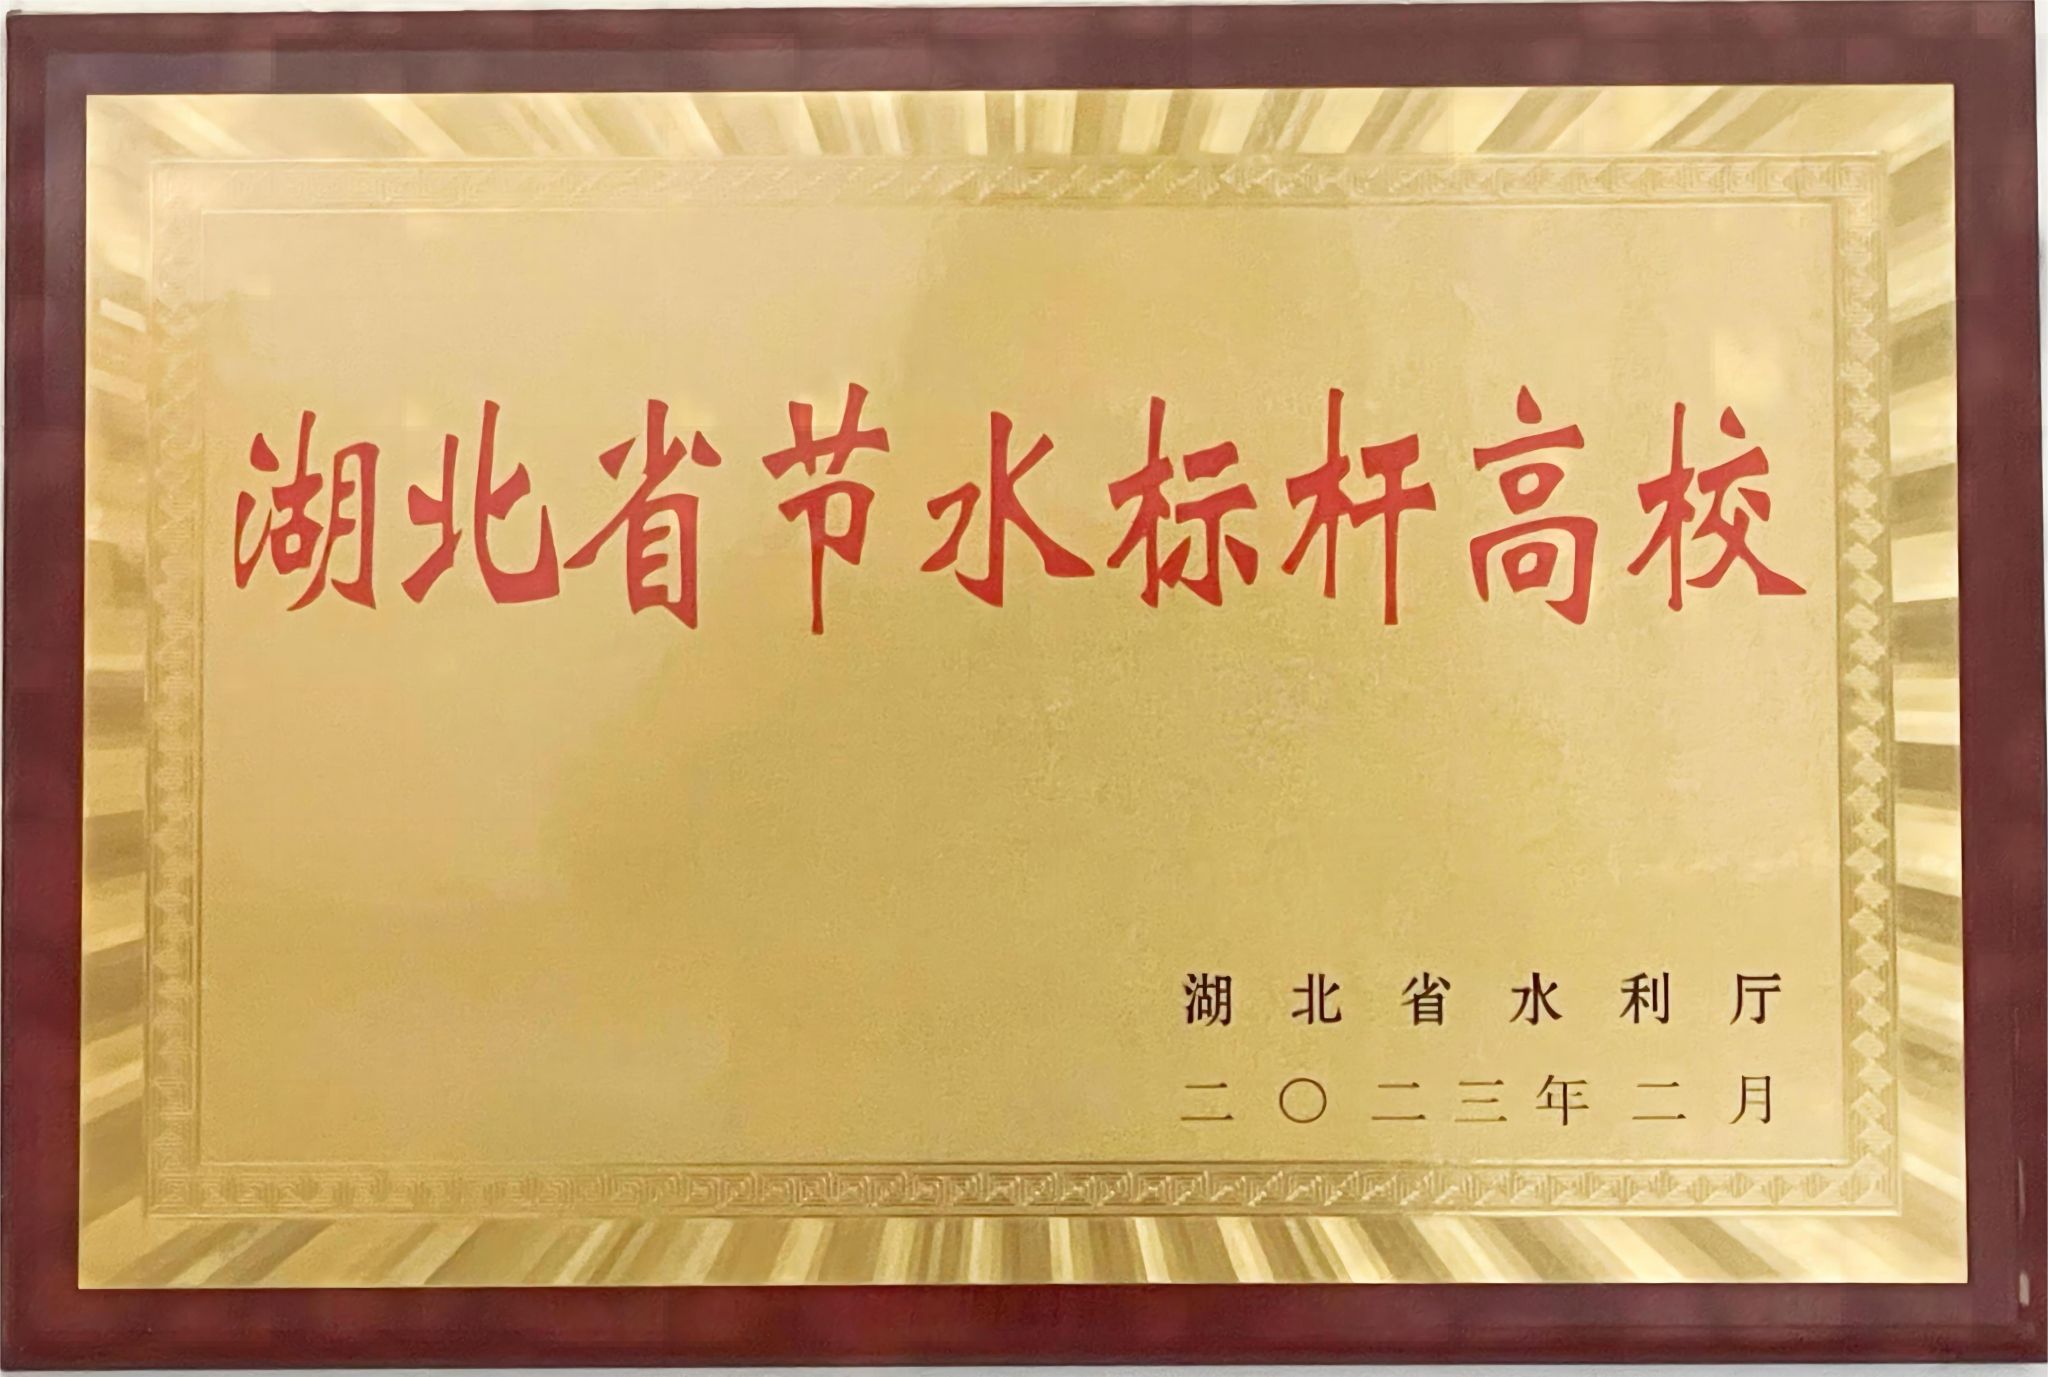 湖北省节水标杆高校
湖北省水利厅
二〇二三年二月